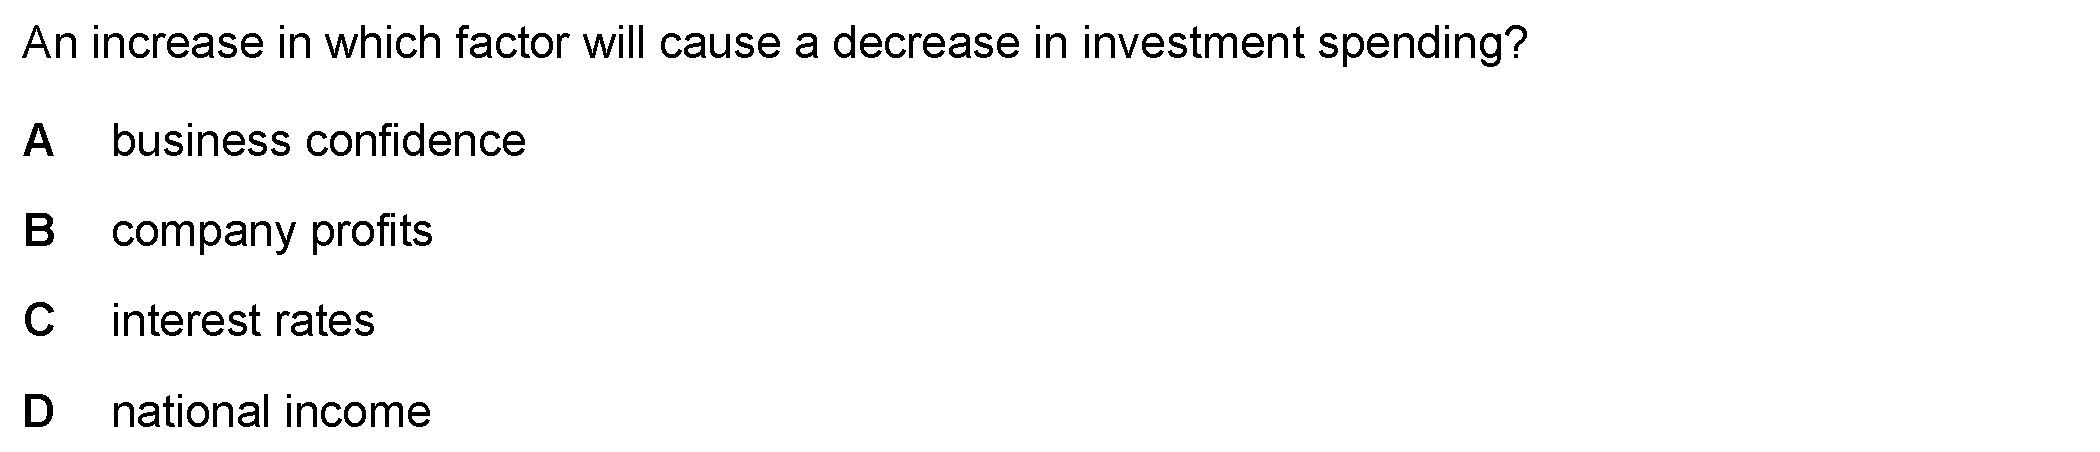 An increase in which factor will cause a decrease in investment spending?
A business confidence
B company profits
C interest rates
D national income